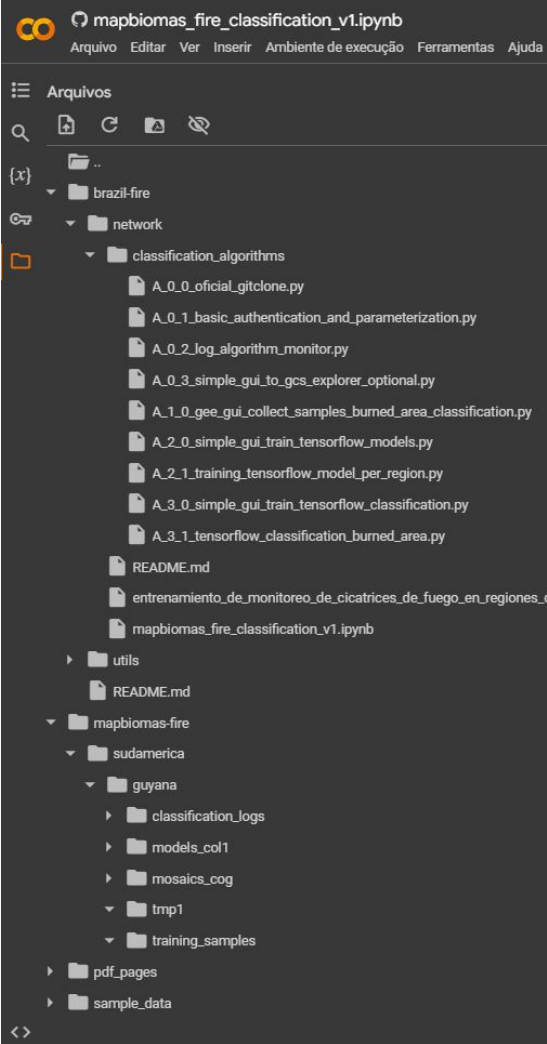 mapbiomas_fire_classification_v1.ipynb
Arquivo Editar Ver Inserir Ambiente de execução Ferramentas Ajuda
Arquivos
..
{x}
brazil-fire
network
classification_algorithms
A_0_0_oficial_gitclone.py
A_0_1_basic_authentication_and_parameterization.py
A_0_2_log_algorithm_monitor.py
A_0_3_simple_gui_to_gcs_explorer_optional.py
A_1_0_gee_gui_collect_samples_burned_area_classification.py
A_2_0_simple_gui_train_tensorflow_models.py
A_2_1_training_tensorflow_model_per_region.py
A_3_0_simple_gui_train_tensorflow_classification.py
A_3_1_tensorflow_classification_burned_area.py
README.md
entrenamiento_de_monitoreo_de_cicatrices_de_fuego_en_regiones_
mapbiomas_fire_classification_v1.ipynb
utils
README.md
mapbiomas-fire
sudamerica
guyana
classification_logs
models_col1
mosaics_cog
tmp1
training_samples
pdf_pages
sample_data